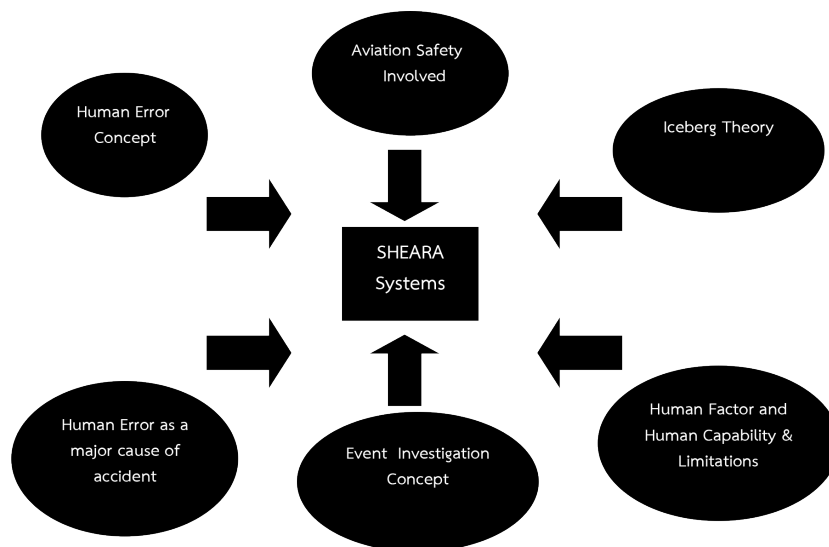 Aviation Safety
Involved
Human Error
Concept
Iceberg Theory
SHEARA
Systems
Human Error as a
major cause of
accident
Event Investigation
Concept
Human Factor and
Human Capability &
Limitations